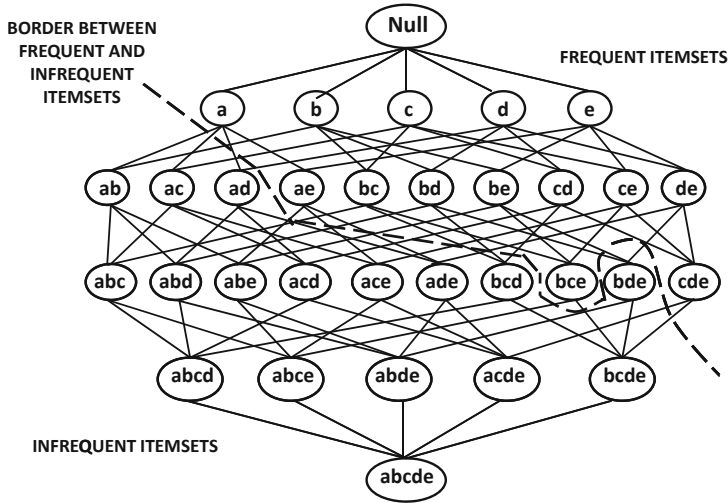 BORDER BETWEEN
FREQUENT AND
INFREQUENT
ITEMSETS
Null
FREQUENT ITEMSETS
a b c d e
ab ac ad ae bc bd be cd ce de
abc abd abe acd ace ade bcd bce bde cde
abcd abce abde acde bcde
INFREQUENT ITEMSETS
abcde